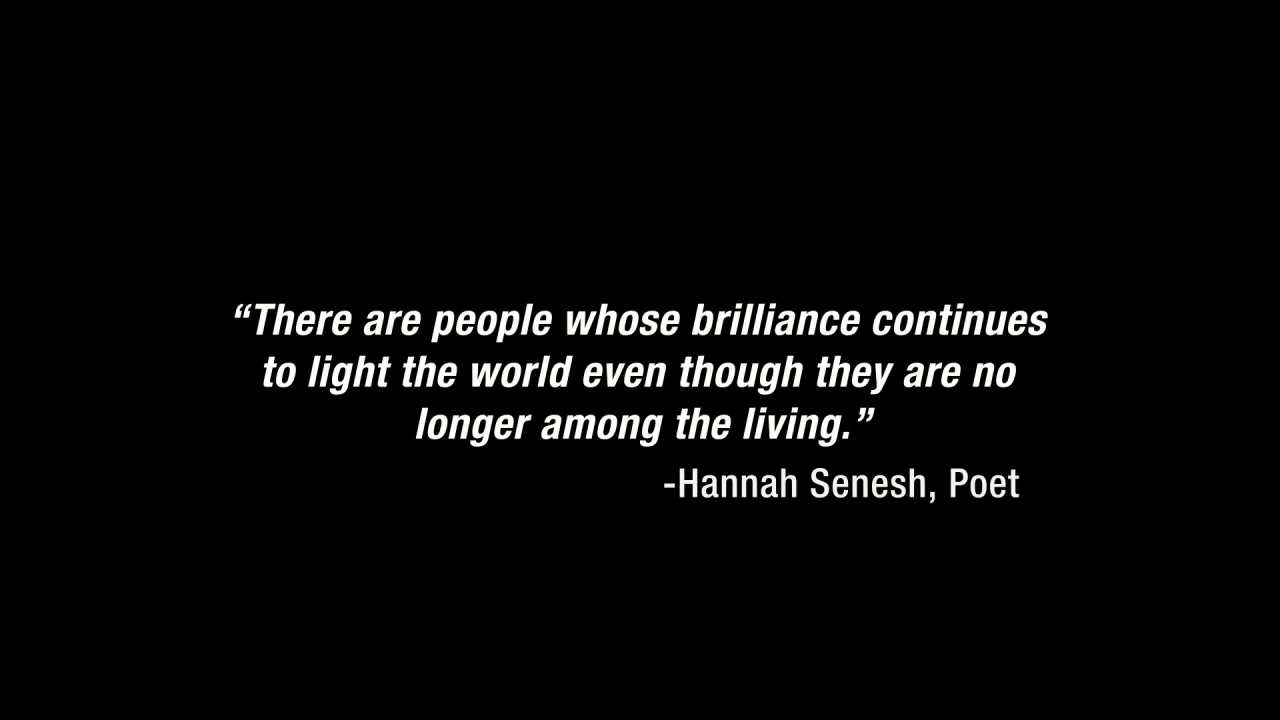 “There are people whose brilliance continues
to light the world even though they are no
longer among the living.”
-Hannah Senesh, Poet